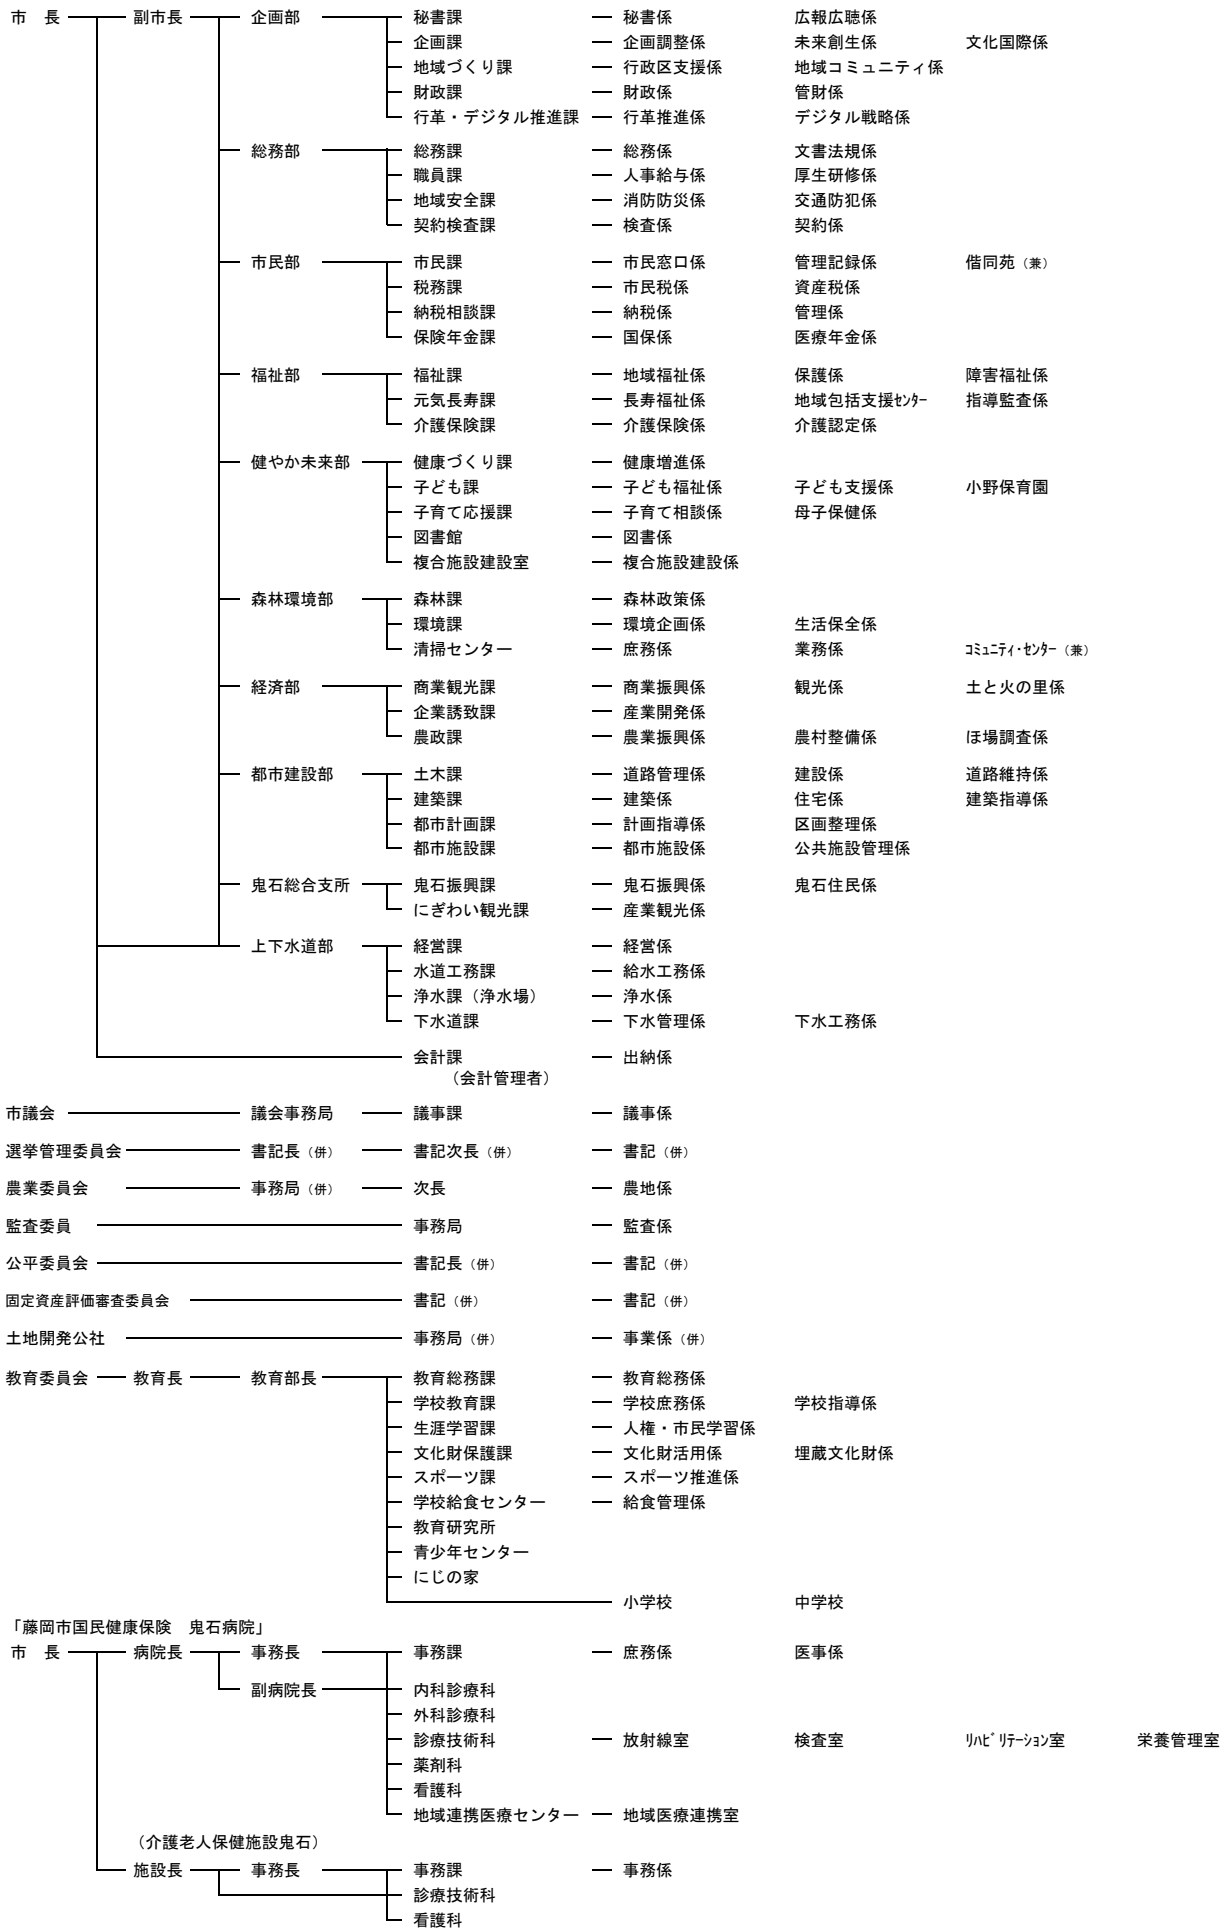 市　長 副市長 企画部 秘書課 秘書係 広報広聴係
企画課 企画調整係 未来創生係 文化国際係
地域づくり課 行政区支援係 地域コミュニティ係
財政課 財政係 管財係
行革・デジタル推進課 行革推進係 デジタル戦略係
総務部 総務課 総務係 文書法規係
職員課 人事給与係 厚生研修係
地域安全課 消防防災係 交通防犯係
契約検査課 検査係 契約係
市民部 市民課 市民窓口係 管理記録係 偕同苑（兼）
税務課 市民税係 資産税係
納税相談課 納税係 管理係
保険年金課 国保係 医療年金係
福祉部 福祉課 地域福祉係 保護係 障害福祉係
元気長寿課 長寿福祉係 地域包括支援ｾﾝﾀｰ 指導監査係
介護保険課 介護保険係 介護認定係
健やか未来部 健康づくり課 健康増進係
子ども課 子ども福祉係 子ども支援係 小野保育園
子育て応援課 子育て相談係 母子保健係
図書館 図書係
複合施設建設室 複合施設建設係
森林環境部 森林課 森林政策係
環境課 環境企画係 生活保全係
清掃センター 庶務係 業務係 ｺﾐｭﾆﾃｨ・ｾﾝﾀｰ（兼）
経済部 商業観光課 商業振興係 観光係 土と火の里係
企業誘致課 産業開発係
農政課 農業振興係 農村整備係 ほ場調査係
都市建設部 土木課 道路管理係 建設係 道路維持係
建築課 建築係 住宅係 建築指導係
都市計画課 計画指導係 区画整理係
都市施設課 都市施設係 公共施設管理係
鬼石総合支所 鬼石振興課 鬼石振興係 鬼石住民係
にぎわい観光課 産業観光係
上下水道部 経営課 経営係
水道工務課 給水工務係
浄水課（浄水場） 浄水係
下水道課 下水管理係 下水工務係
会計課 出納係
（会計管理者）
市議会 議会事務局 議事課 議事係
選挙管理委員会 書記長（併） 書記次長（併） 書記（併）
農業委員会 事務局（併） 次長 農地係
監査委員 事務局 監査係
公平委員会 書記長（併） 書記（併）
固定資産評価審査委員会 書記（併） 書記（併）
土地開発公社 事務局（併） 事業係（併）
教育委員会 教育長 教育部長 教育総務課 教育総務係
学校教育課 学校庶務係 学校指導係
生涯学習課 人権・市民学習係
文化財保護課 文化財活用係 埋蔵文化財係
スポーツ課 スポーツ推進係
学校給食センター 給食管理係
教育研究所
青少年センター
にじの家
小学校 中学校
「藤岡市国民健康保険　鬼石病院」
市　長 病院長 事務長 事務課 庶務係 医事係
副病院長 内科診療科
外科診療科
診療技術科 放射線室 検査室 ﾘﾊﾋﾞﾘﾃｰｼｮﾝ室 栄養管理室
薬剤科
看護科
地域連携医療センター 地域医療連携室
（介護老人保健施設鬼石）
施設長 事務長 事務課 事務係
診療技術科
看護科